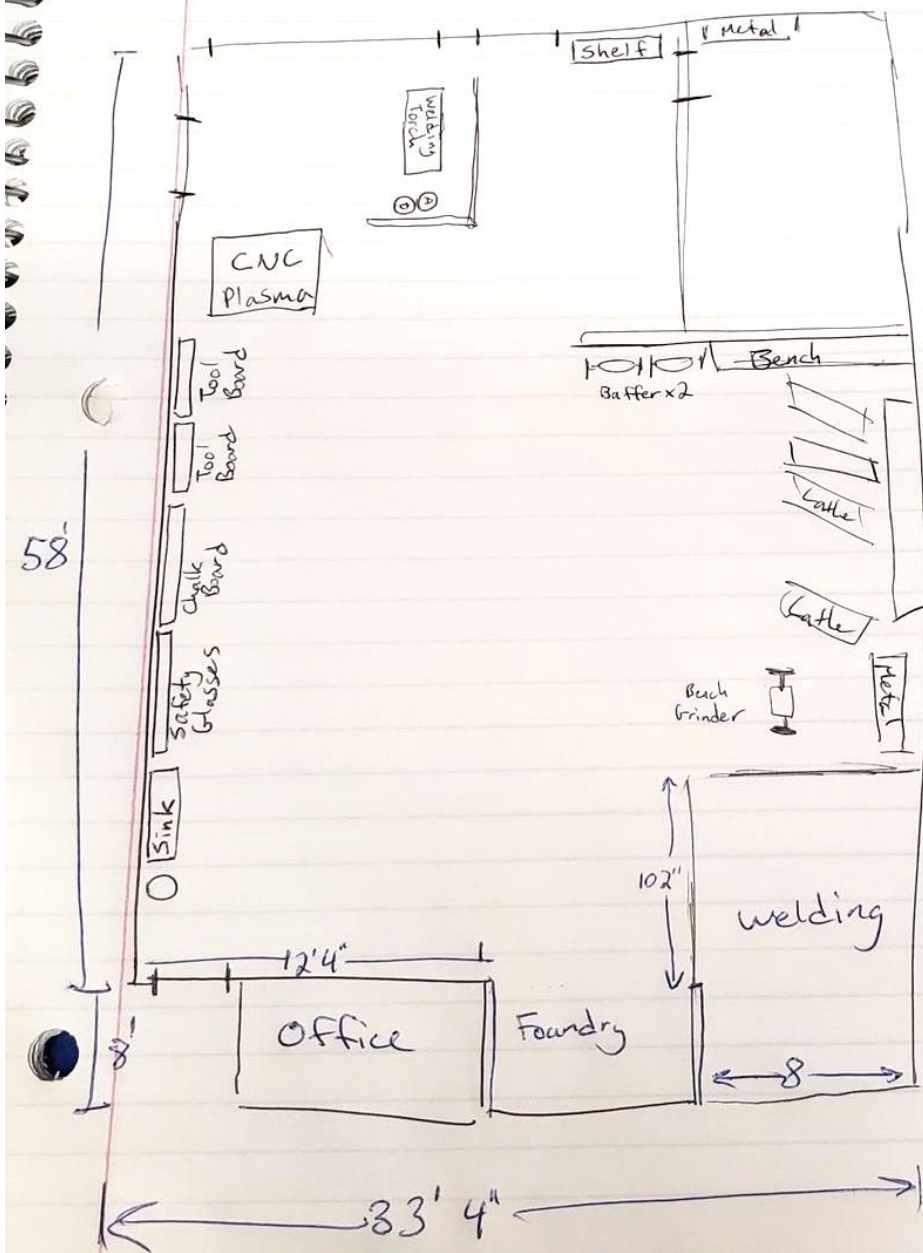 Shelf
Metal
Welding
Torch
O A
CNC
Plasma
Tool
Board
Baffer x2
Bench
Tool
Board
Lathe
58'
Chalk
Board
Lathe
Safety
Glasses
Bench
Grinder
Metal
Sink
102"
Welding
12'4"
Office
Foundry
8'
8
33' 4"